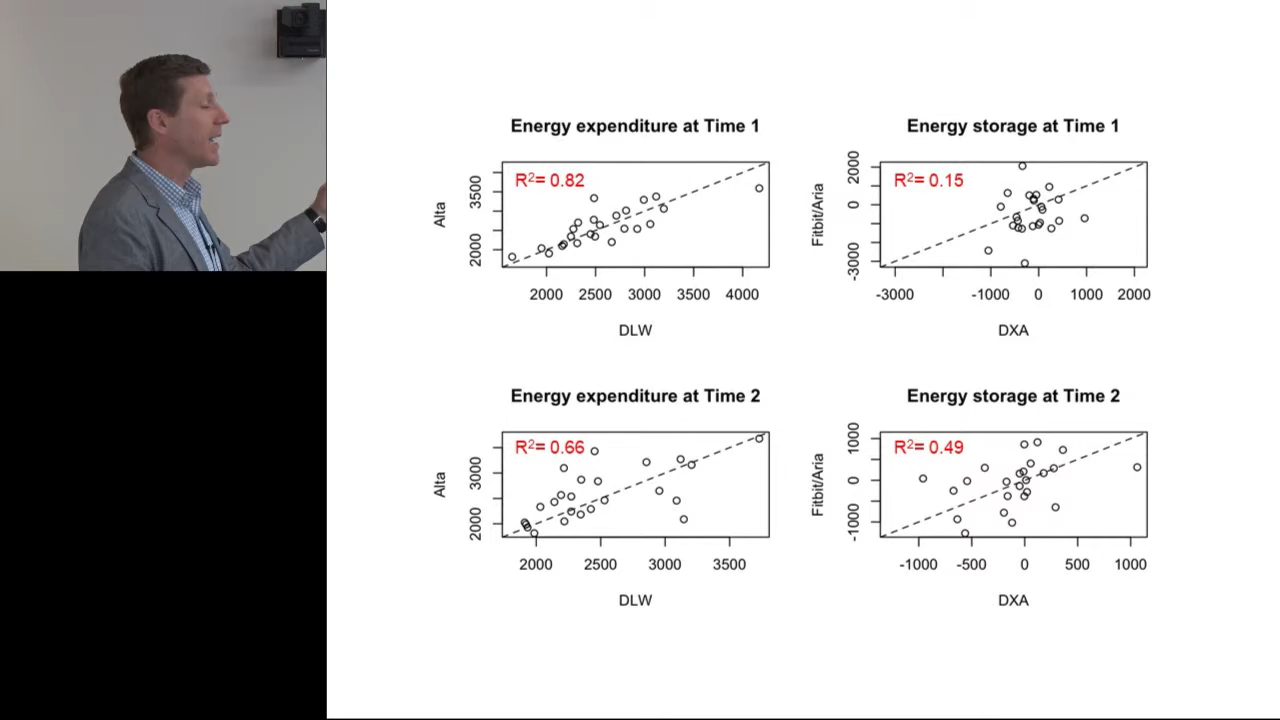 Energy expenditure at Time 1
R²= 0.82
Alta
2000 3500
2000 2500 3000 3500 4000
DLW
Energy storage at Time 1
R²= 0.15
Fitbit/Aria
-3000 0 2000
-3000 -1000 0 1000 2000
DXA
Energy expenditure at Time 2
R²= 0.66
Alta
2000 3000
2000 2500 3000 3500
DLW
Energy storage at Time 2
R²= 0.49
Fitbit/Aria
-1000 0 1000
-1000 -500 0 500 1000
DXA